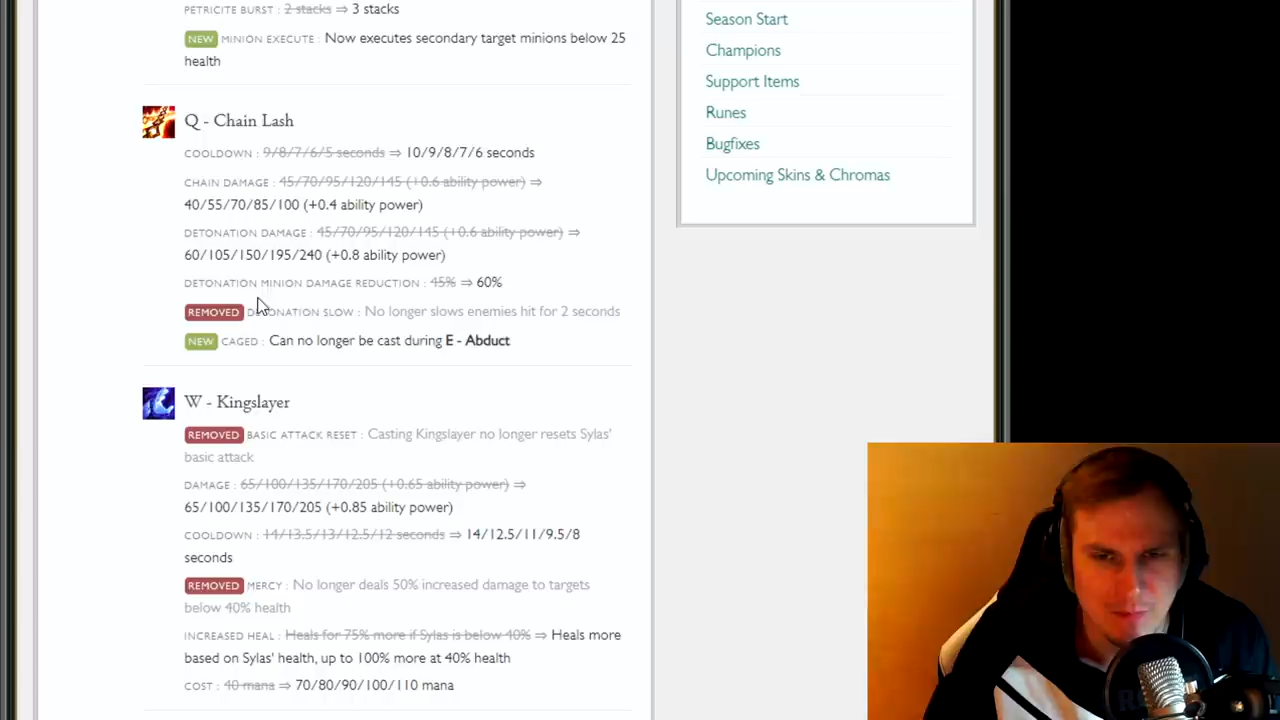 PETRICITE BURST : 2 stacks ⇒ 3 stacks
NEW MINION EXECUTE : Now executes secondary target minions below 25
health
Q - Chain Lash
COOLDOWN : 9/8/7/6/5 seconds ⇒ 10/9/8/7/6 seconds
CHAIN DAMAGE : 45/70/95/120/145 (+0.6 ability power) ⇒
40/55/70/85/100 (+0.4 ability power)
DETONATION DAMAGE : 45/70/95/120/145 (+0.6 ability power) ⇒
60/105/150/195/240 (+0.8 ability power)
DETONATION MINION DAMAGE REDUCTION : 45% ⇒ 60%
REMOVED DETONATION SLOW : No longer slows enemies hit for 2 seconds
NEW CAGED : Can no longer be cast during E - Abduct
W - Kingslayer
REMOVED BASIC ATTACK RESET : Casting Kingslayer no longer resets Sylas'
basic attack
DAMAGE : 65/100/135/170/205 (+0.65 ability power) ⇒
65/100/135/170/205 (+0.85 ability power)
COOLDOWN : 14/13.5/13/12.5/12 seconds ⇒ 14/12.5/11/9.5/8
seconds
REMOVED MERCY : No longer deals 50% increased damage to targets
below 40% health
INCREASED HEAL : Heals for 75% more if Sylas is below 40% ⇒ Heals more
based on Sylas' health, up to 100% more at 40% health
COST : 40 mana ⇒ 70/80/90/100/110 mana
Season Start
Champions
Support Items
Runes
Bugfixes
Upcoming Skins & Chromas